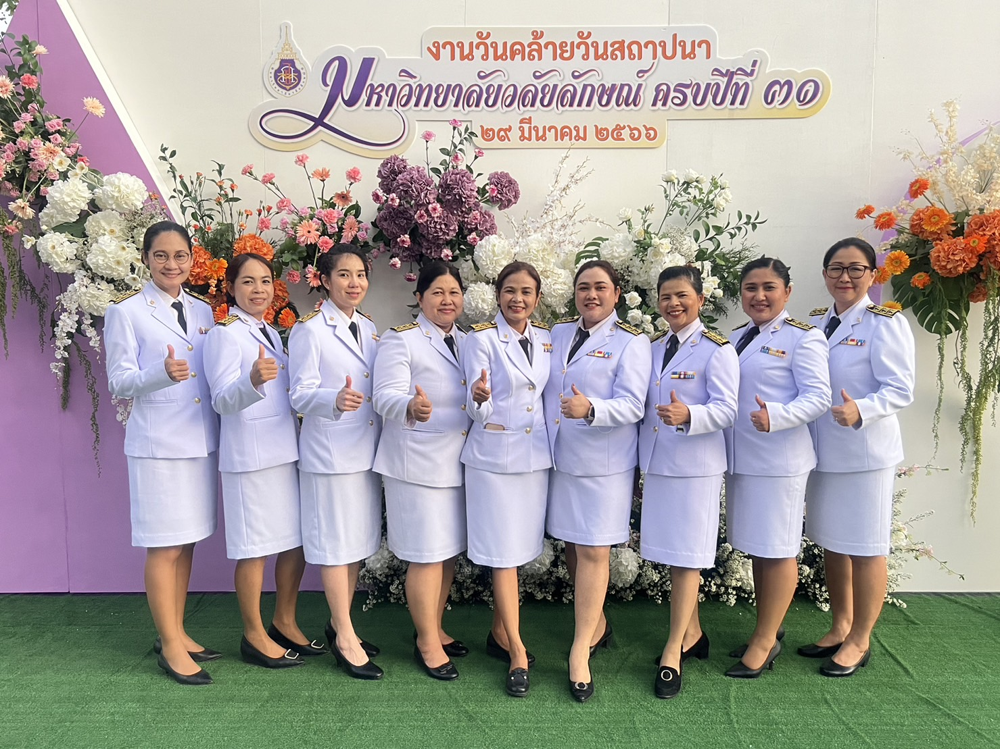 งานวันคล้ายวันสถาปนา
มหาวิทยาลัยวลัยลักษณ์ ครบปีที่ ๓๑
๒๙ มีนาคม ๒๕๖๖